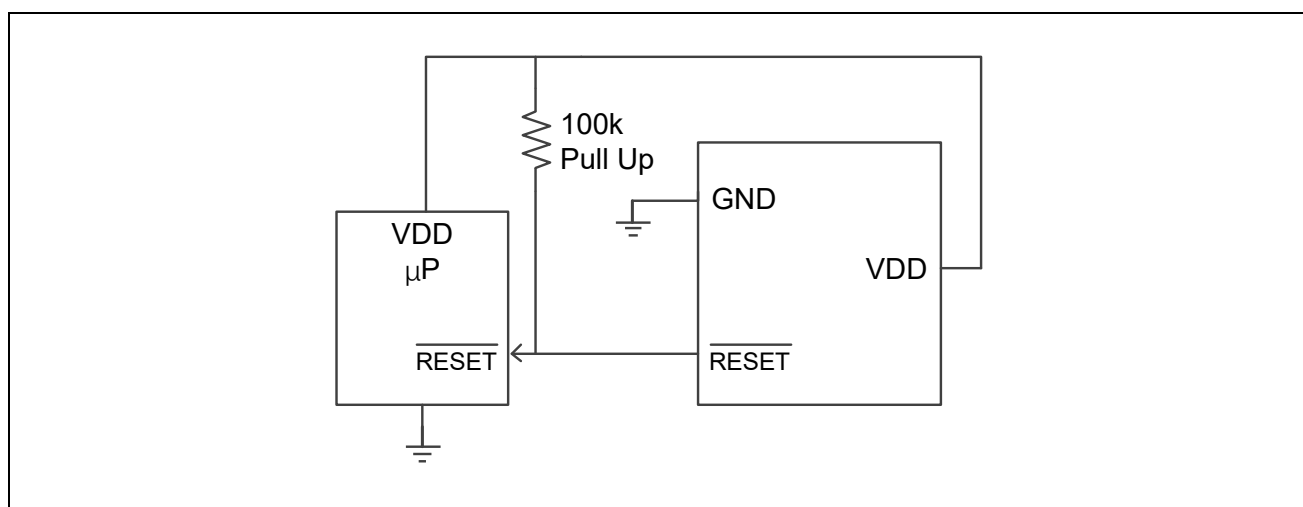 100k
Pull Up
GND
VDD
μP
VDD
RESET
RESET